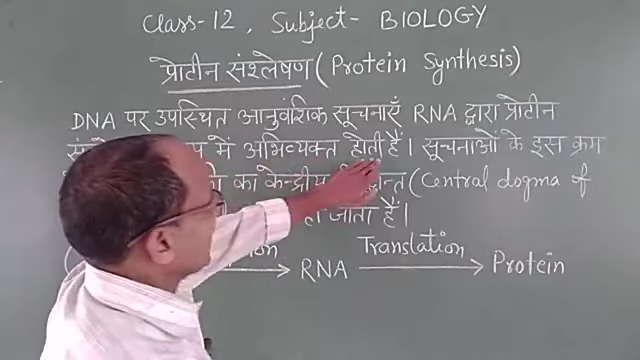 Class-12, Subject- BIOLOGY
प्रोटीन संश्लेषण (Protein Synthesis)
DNA पर उपस्थित आनुवंशिक सूचनाएँ RNA द्वारा प्रोटीन
में अभिव्यक्त होती हैं। सूचनाओं के इस क्रम
का केन्द्रीय (Central dogma of
जाता हैं।
RNA Translation Protein